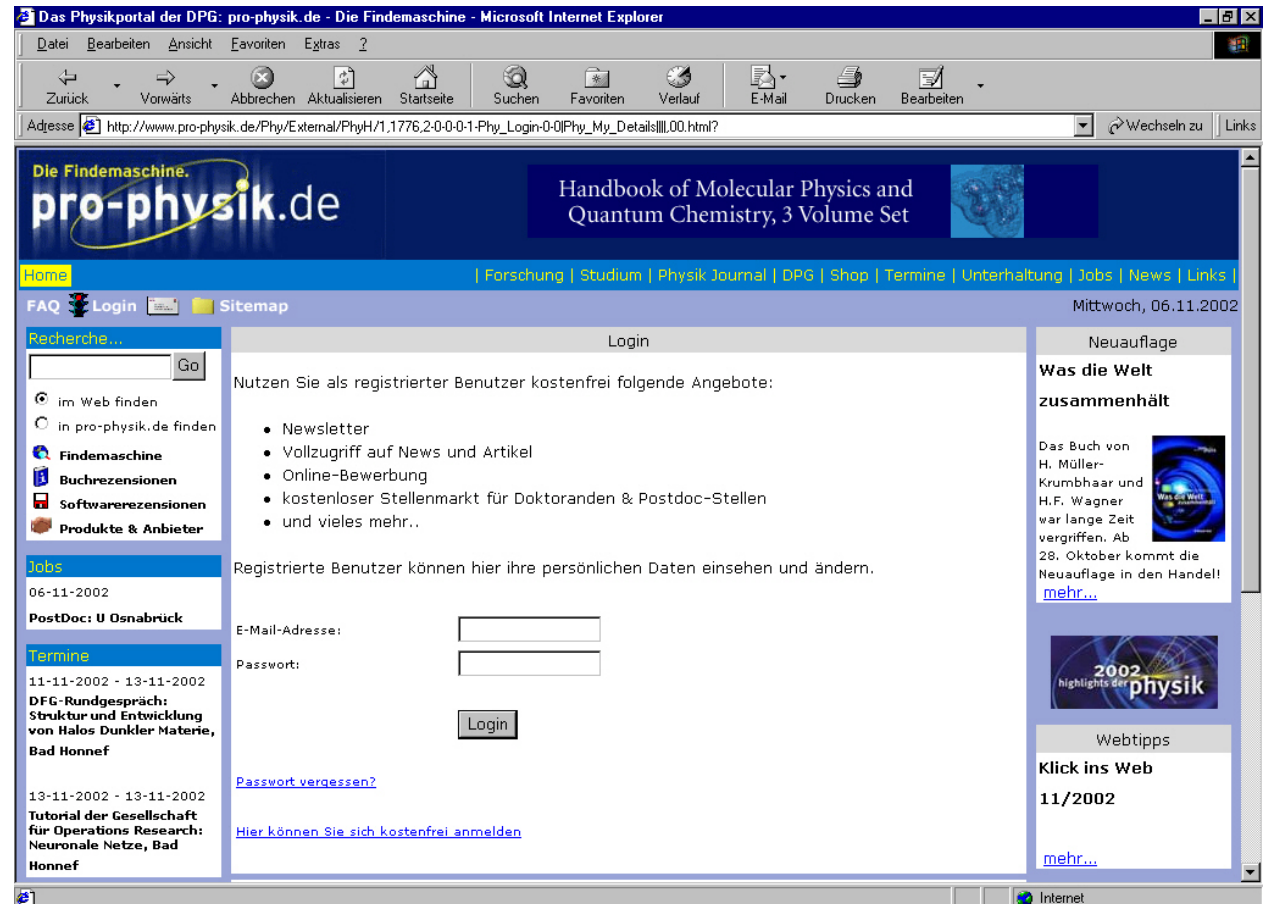 Das Physikportal der DPG: pro-physik.de - Die Findemaschine - Microsoft Internet Explorer
Datei Bearbeiten Ansicht Favoriten Extras ?
Zurück Vorwärts Abbrechen Aktualisieren Startseite Suchen Favoriten Verlauf E-Mail Drucken Bearbeiten
Adresse http://www.pro-physik.de/Phy/External/PhyH/1,1776,2-0-0-0-1-Phy_Login-0-0|Phy_My_Details||||,00.html? Wechseln zu Links
Die Findemaschine.
pro-physik.de
Handbook of Molecular Physics and
Quantum Chemistry, 3 Volume Set
Home | Forschung | Studium | Physik Journal | DPG | Shop | Termine | Unterhaltung | Jobs | News | Links |
FAQ Login Sitemap Mittwoch, 06.11.2002
Recherche...
Go
im Web finden
in pro-physik.de finden
Findemaschine
Buchrezensionen
Softwarerezensionen
Produkte & Anbieter
Jobs
06-11-2002
PostDoc: U Osnabrück
Termine
11-11-2002 - 13-11-2002
DFG-Rundgespräch:
Struktur und Entwicklung
von Halos Dunkler Materie,
Bad Honnef
13-11-2002 - 13-11-2002
Tutorial der Gesellschaft
für Operations Research:
Neuronale Netze, Bad
Honnef
Login
Nutzen Sie als registrierter Benutzer kostenfrei folgende Angebote:
• Newsletter
• Vollzugriff auf News und Artikel
• Online-Bewerbung
• kostenloser Stellenmarkt für Doktoranden & Postdoc-Stellen
• und vieles mehr..
Registrierte Benutzer können hier ihre persönlichen Daten einsehen und ändern.
E-Mail-Adresse:
Passwort:
Login
Passwort vergessen?
Hier können Sie sich kostenfrei anmelden
Neuauflage
Was die Welt
zusammenhält
Das Buch von
H. Müller-
Krumbhaar und
H.F. Wagner
war lange Zeit
vergriffen. Ab
28. Oktober kommt die
Neuauflage in den Handel!
mehr...
Was die Welt
2002
highlights der physik
Webtipps
Klick ins Web
11/2002
mehr...
Internet